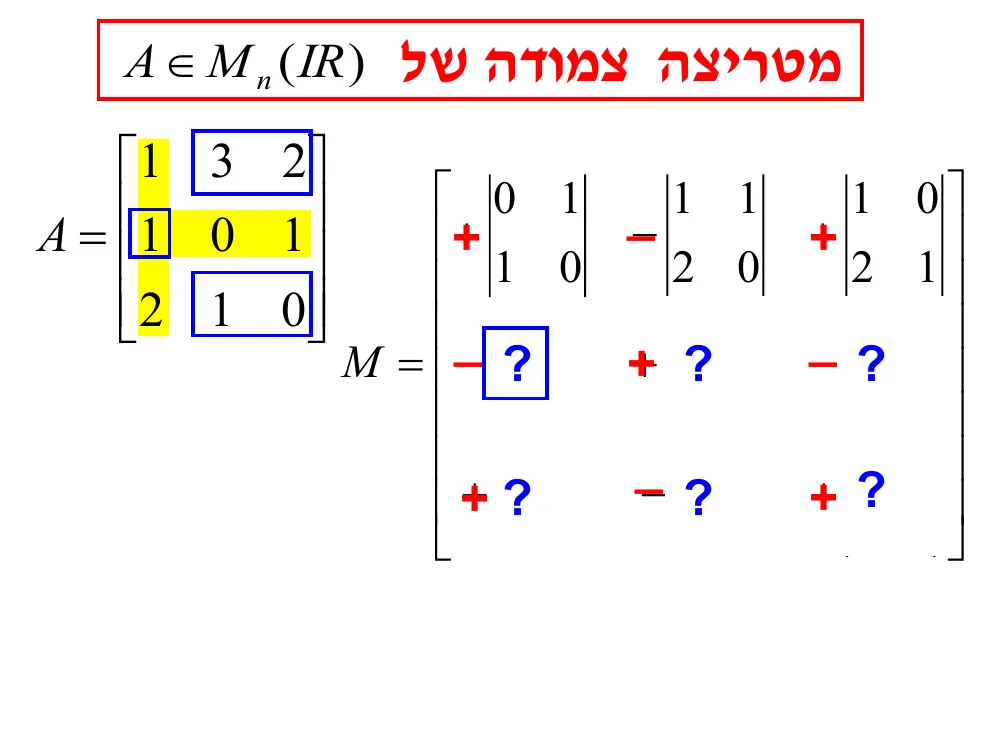 מטריצה צמודה של A ∈ M_n (IR)
A = [ 1 3 2
1 0 1
2 1 0 ]
M = [ + |0 1| − |1 1| + |1 0|
|1 0| |2 0| |2 1|
− ? + ? − ?
+ ? − ? + ? ]